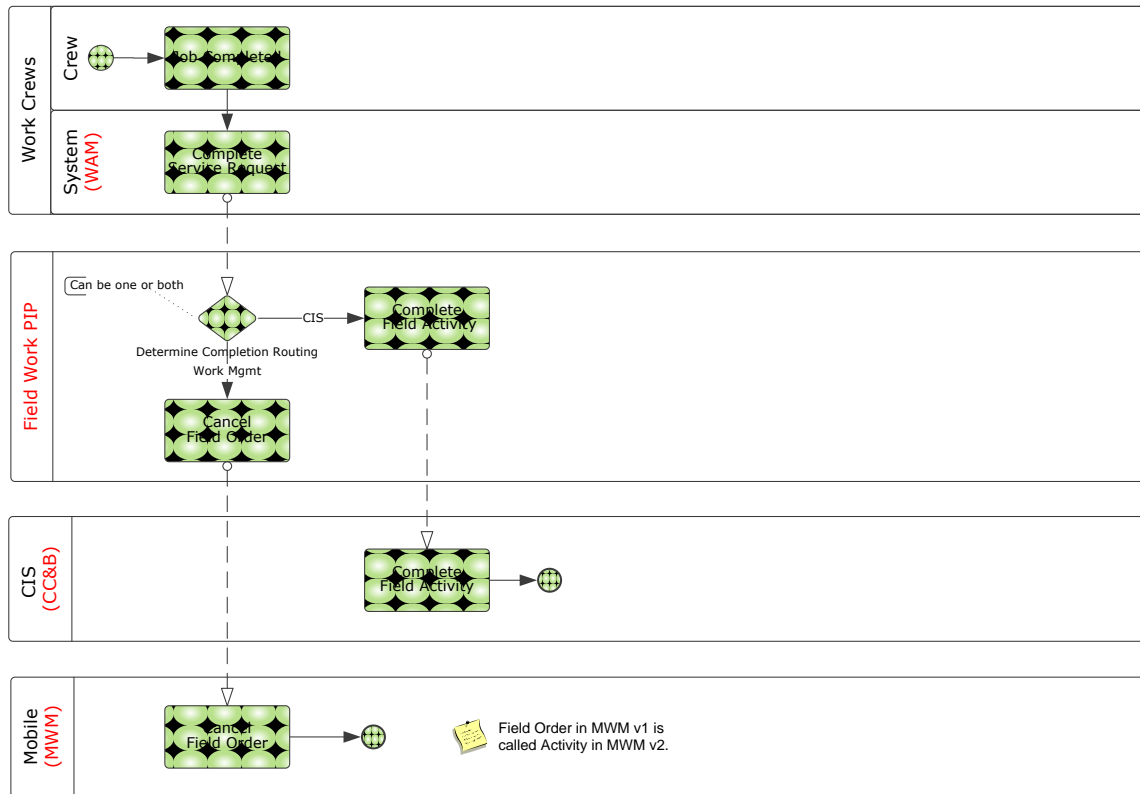 Work Crews
Crew
Job Completed
System
(WAM)
Complete
Service Request
Field Work PIP
Can be one or both
CIS
Complete
Field Activity
Determine Completion Routing
Work Mgmt
Cancel
Field Order
CIS
(CC&B)
Complete
Field Activity
Mobile
(MWM)
Cancel
Field Order
Field Order in MWM v1 is
called Activity in MWM v2.